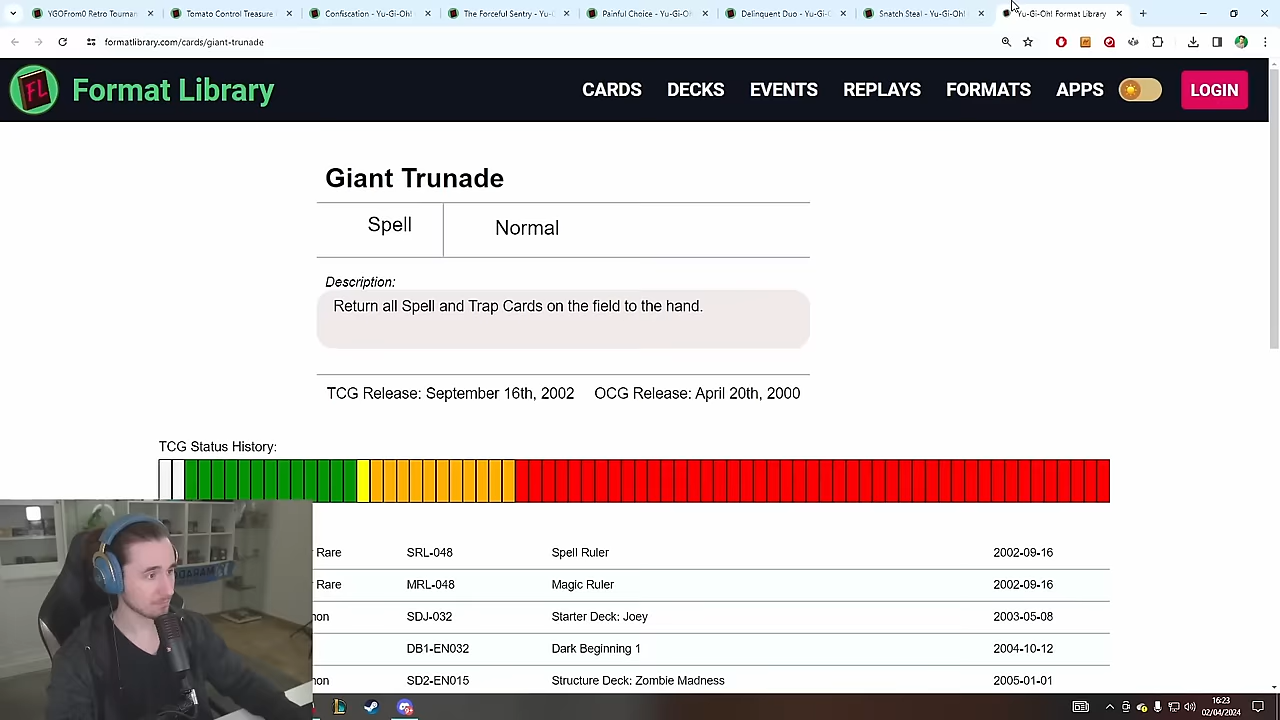 YGOFrom0 Retro Tournam
Tomato Control Treasure
Confiscation - Yu-Gi-Oh!
The Forceful Sentry - Yu-G
Painful Choice - Yu-Gi-Oh
Delinquent Duo - Yu-Gi-O
Snatch Steal - Yu-Gi-Oh!
Yu-Gi-Oh! Format Library
formatlibrary.com/cards/giant-trunade
FL
Format Library
CARDS
DECKS
EVENTS
REPLAYS
FORMATS
APPS
LOGIN
Giant Trunade
Spell
Normal
Description:
Return all Spell and Trap Cards on the field to the hand.
TCG Release: September 16th, 2002
OCG Release: April 20th, 2000
TCG Status History:
Rare SRL-048 Spell Ruler 2002-09-16
Rare MRL-048 Magic Ruler 2002-09-16
non SDJ-032 Starter Deck: Joey 2003-05-08
DB1-EN032 Dark Beginning 1 2004-10-12
non SD2-EN015 Structure Deck: Zombie Madness 2005-01-01
16:23
02/04/2024